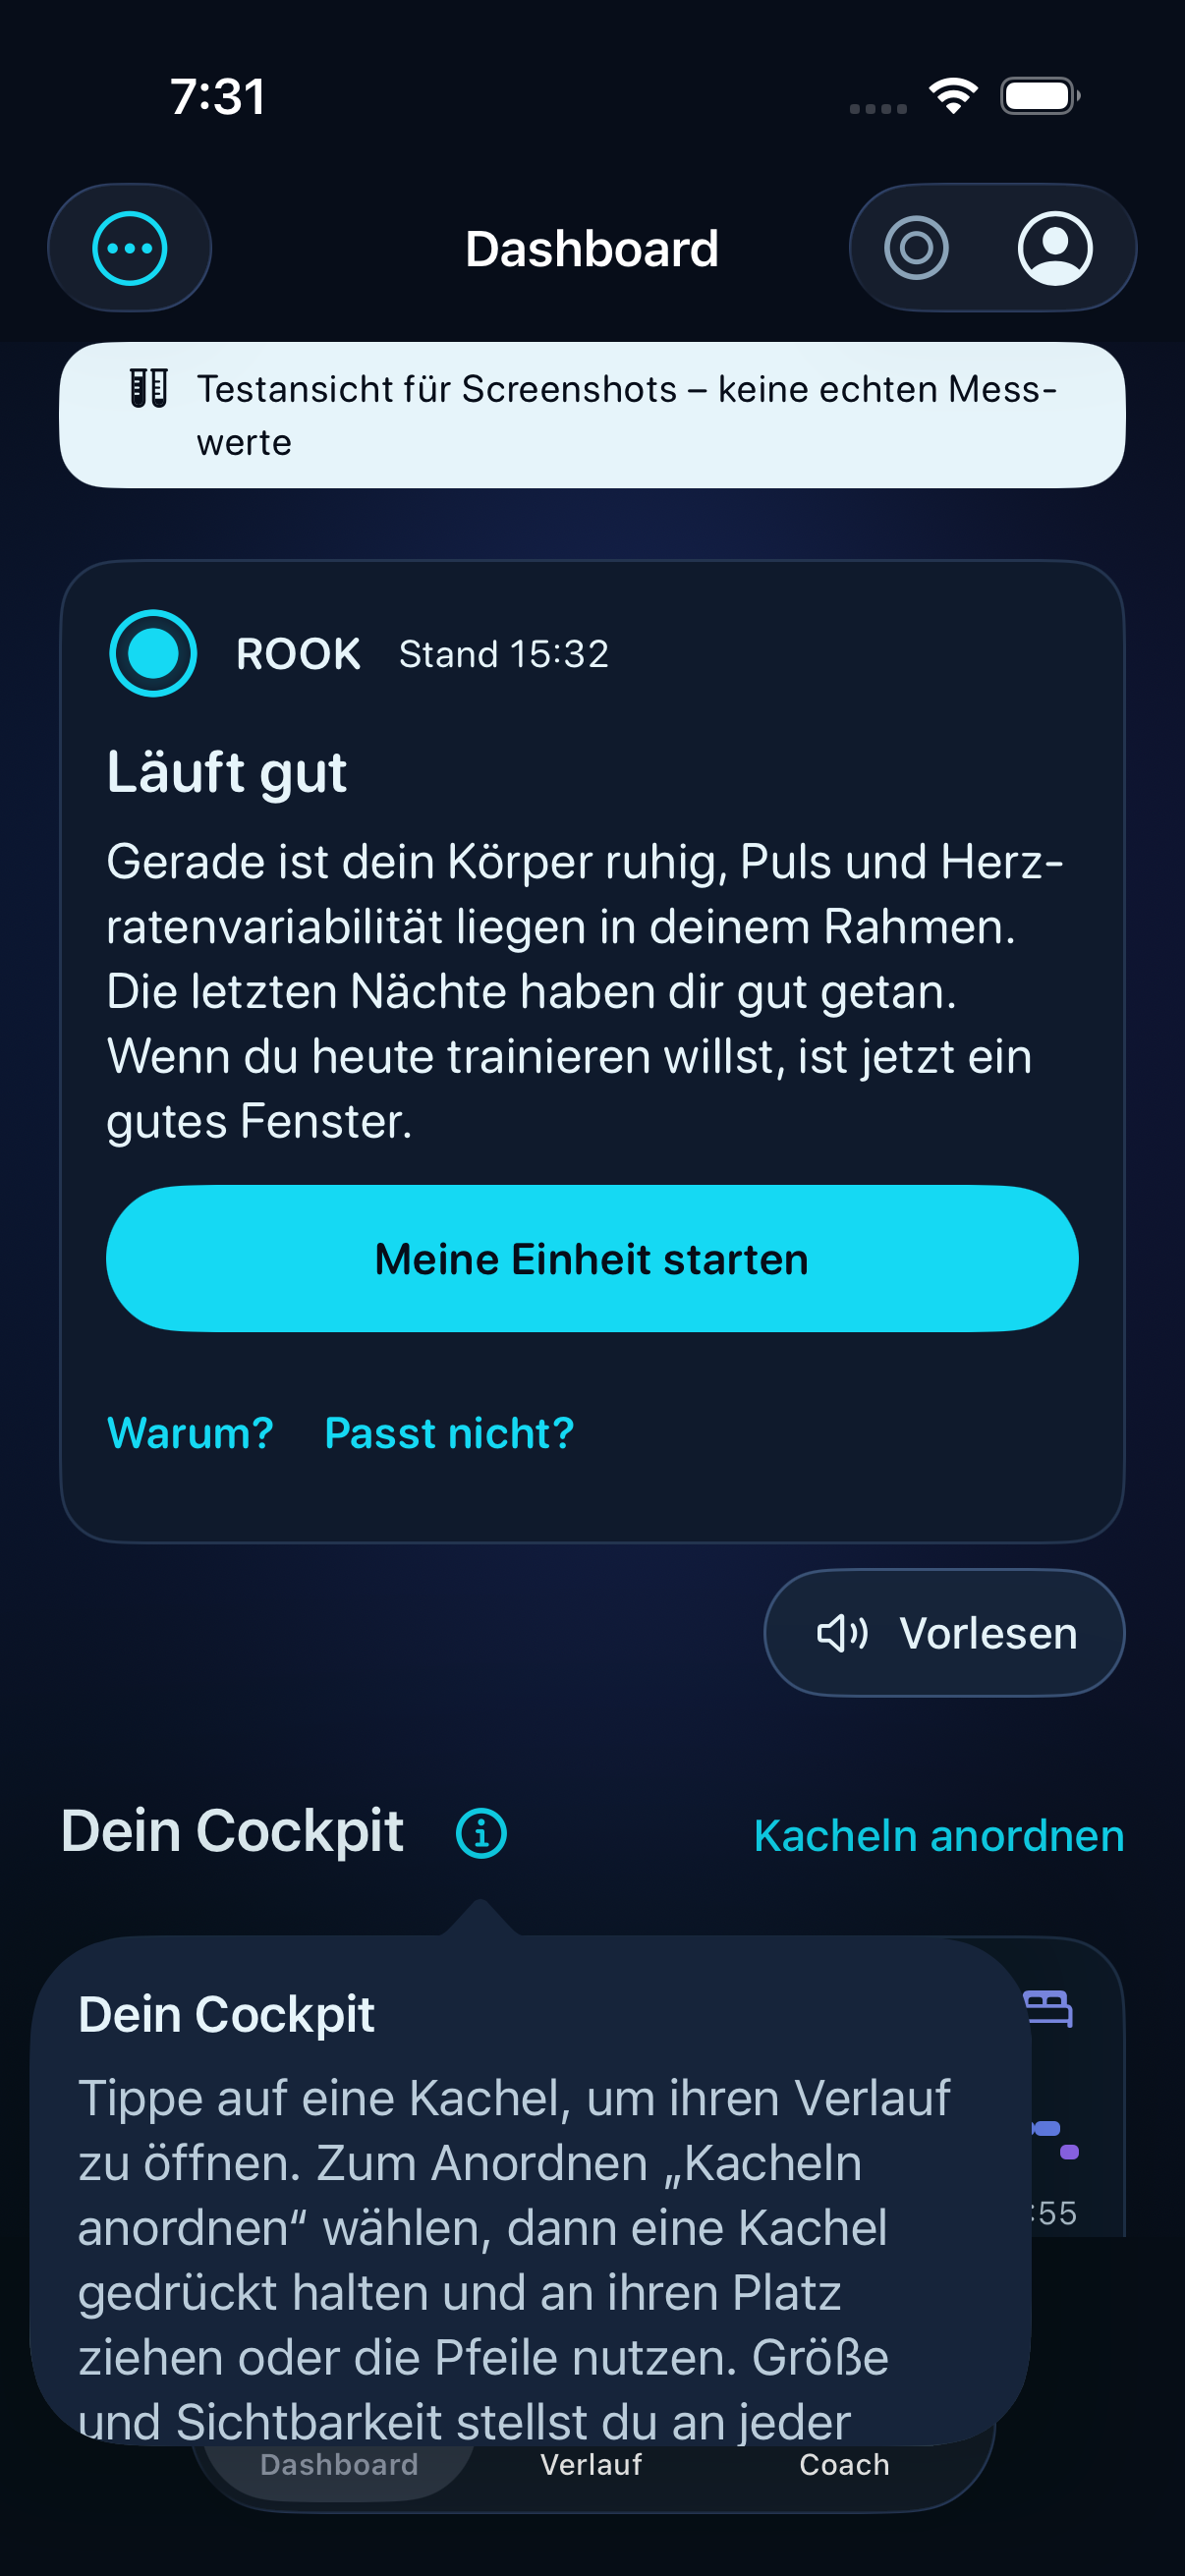 7:31
Dashboard
Testansicht für Screenshots – keine echten Mess-
werte
ROOK Stand 15:32
Läuft gut
Gerade ist dein Körper ruhig, Puls und Herz-
ratenvariabilität liegen in deinem Rahmen.
Die letzten Nächte haben dir gut getan.
Wenn du heute trainieren willst, ist jetzt ein
gutes Fenster.
Meine Einheit starten
Warum? Passt nicht?
Vorlesen
Dein Cockpit Kacheln anordnen
Dein Cockpit
Tippe auf eine Kachel, um ihren Verlauf
zu öffnen. Zum Anordnen „Kacheln
anordnen“ wählen, dann eine Kachel
gedrückt halten und an ihren Platz
ziehen oder die Pfeile nutzen. Größe
und Sichtbarkeit stellst du an jeder
:55
Dashboard Verlauf Coach